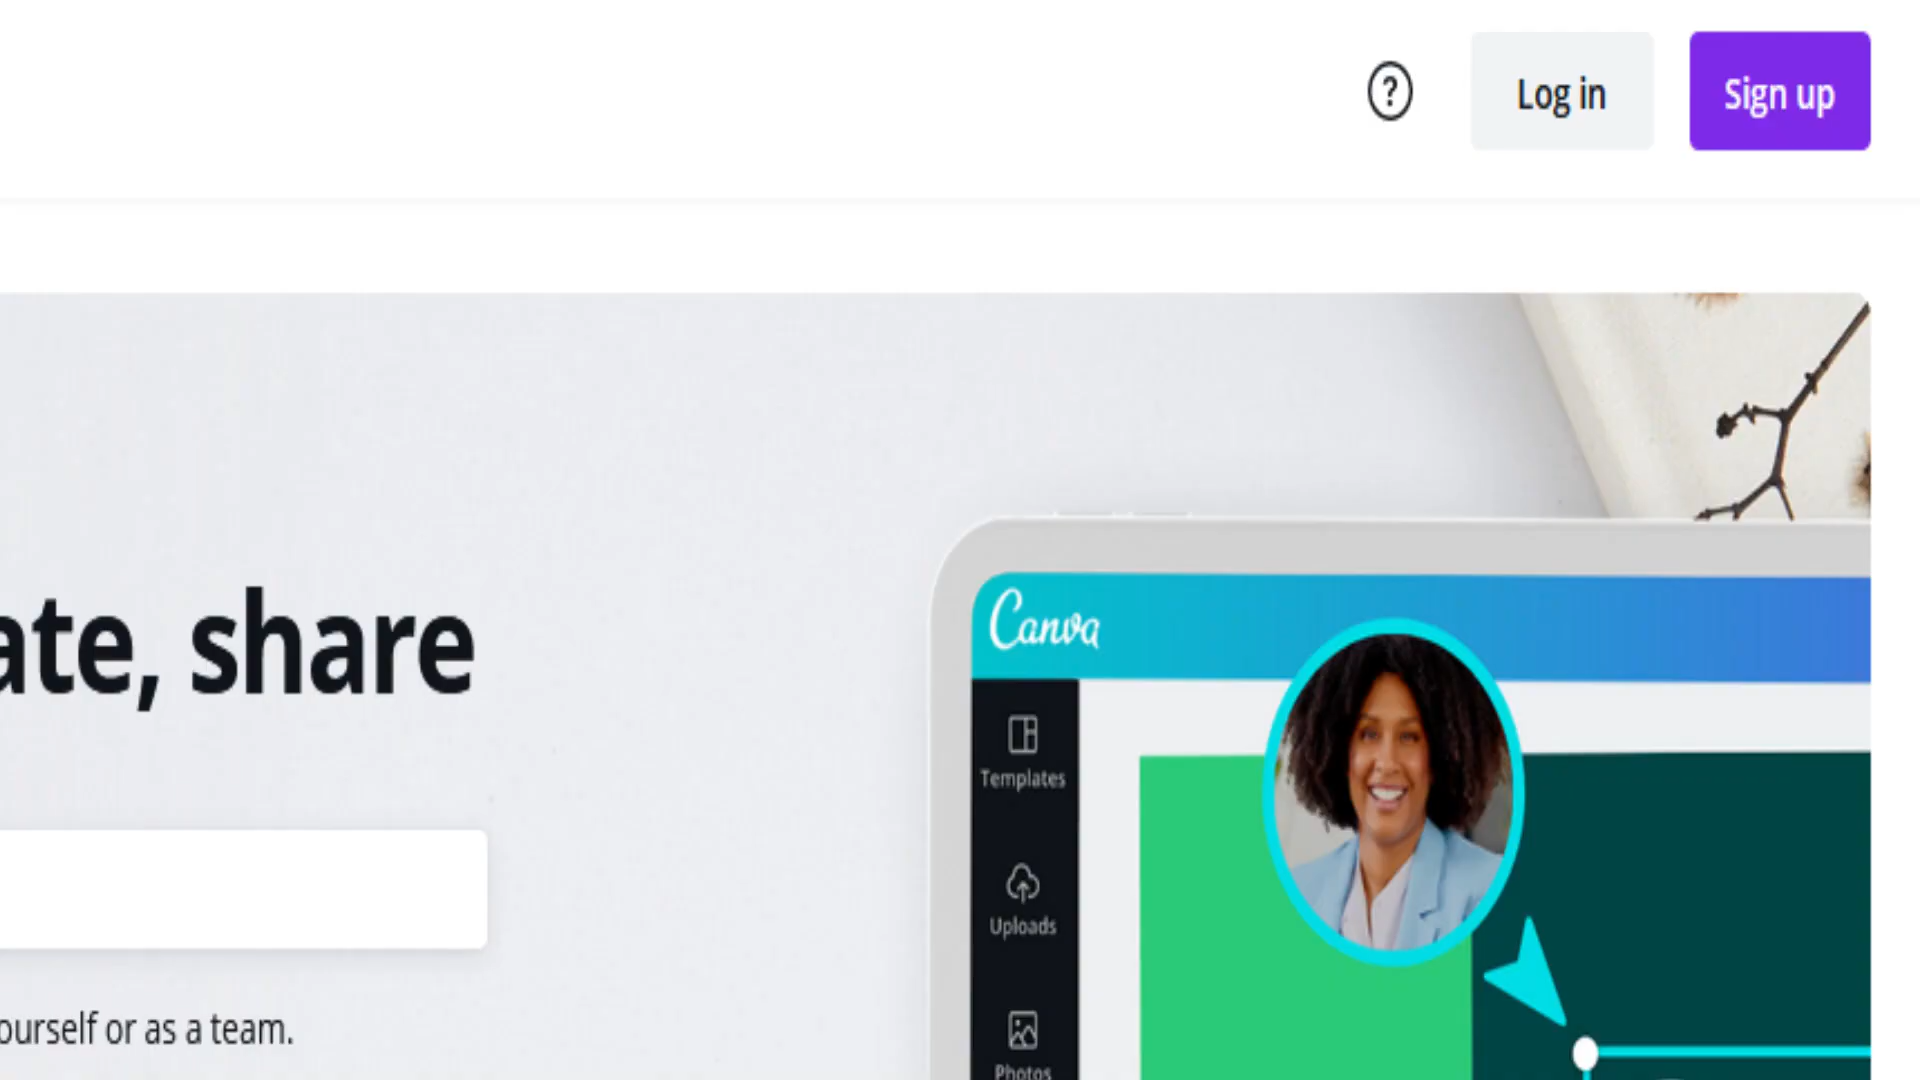 ?
Log in
Sign up
ate, share
Canva
Templates
Uploads
ourself or as a team.
Photos